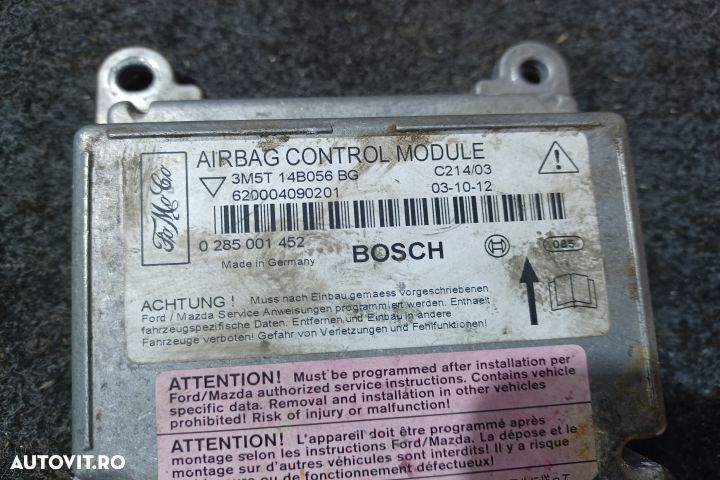 AIRBAG CONTROL MODULE
FoMoCo
3M5T 14B056 BG C214/03
620004090201 03-10-12
0 285 001 452
Made in Germany BOSCH
085
ACHTUNG ! Muss nach Einbau gemaess vorgeschriebenen
Ford / Mazda Service Anweisungen programmiert werden. Enthaelt
fahrzeugspezifische Daten. Entfernen und Einbau in andere
Fahrzeuge verboten! Gefahr von Verletzungen und Fehlfunktionen!
ATTENTION! Must be programmed after installation per
Ford/Mazda authorized service instructions. Contains vehicle
specific data. Removal and installation in other vehicles
prohibited! Risk of injury or malfunction!
ATTENTION! L'appareil doit être programmé après
montage selon les instructions Ford/Mazda. La dépose et le
montage sur d'autres véhicules sont interdits! Il y a risque
ou de fonctionnement défectueux!
AUTOVIT.RO